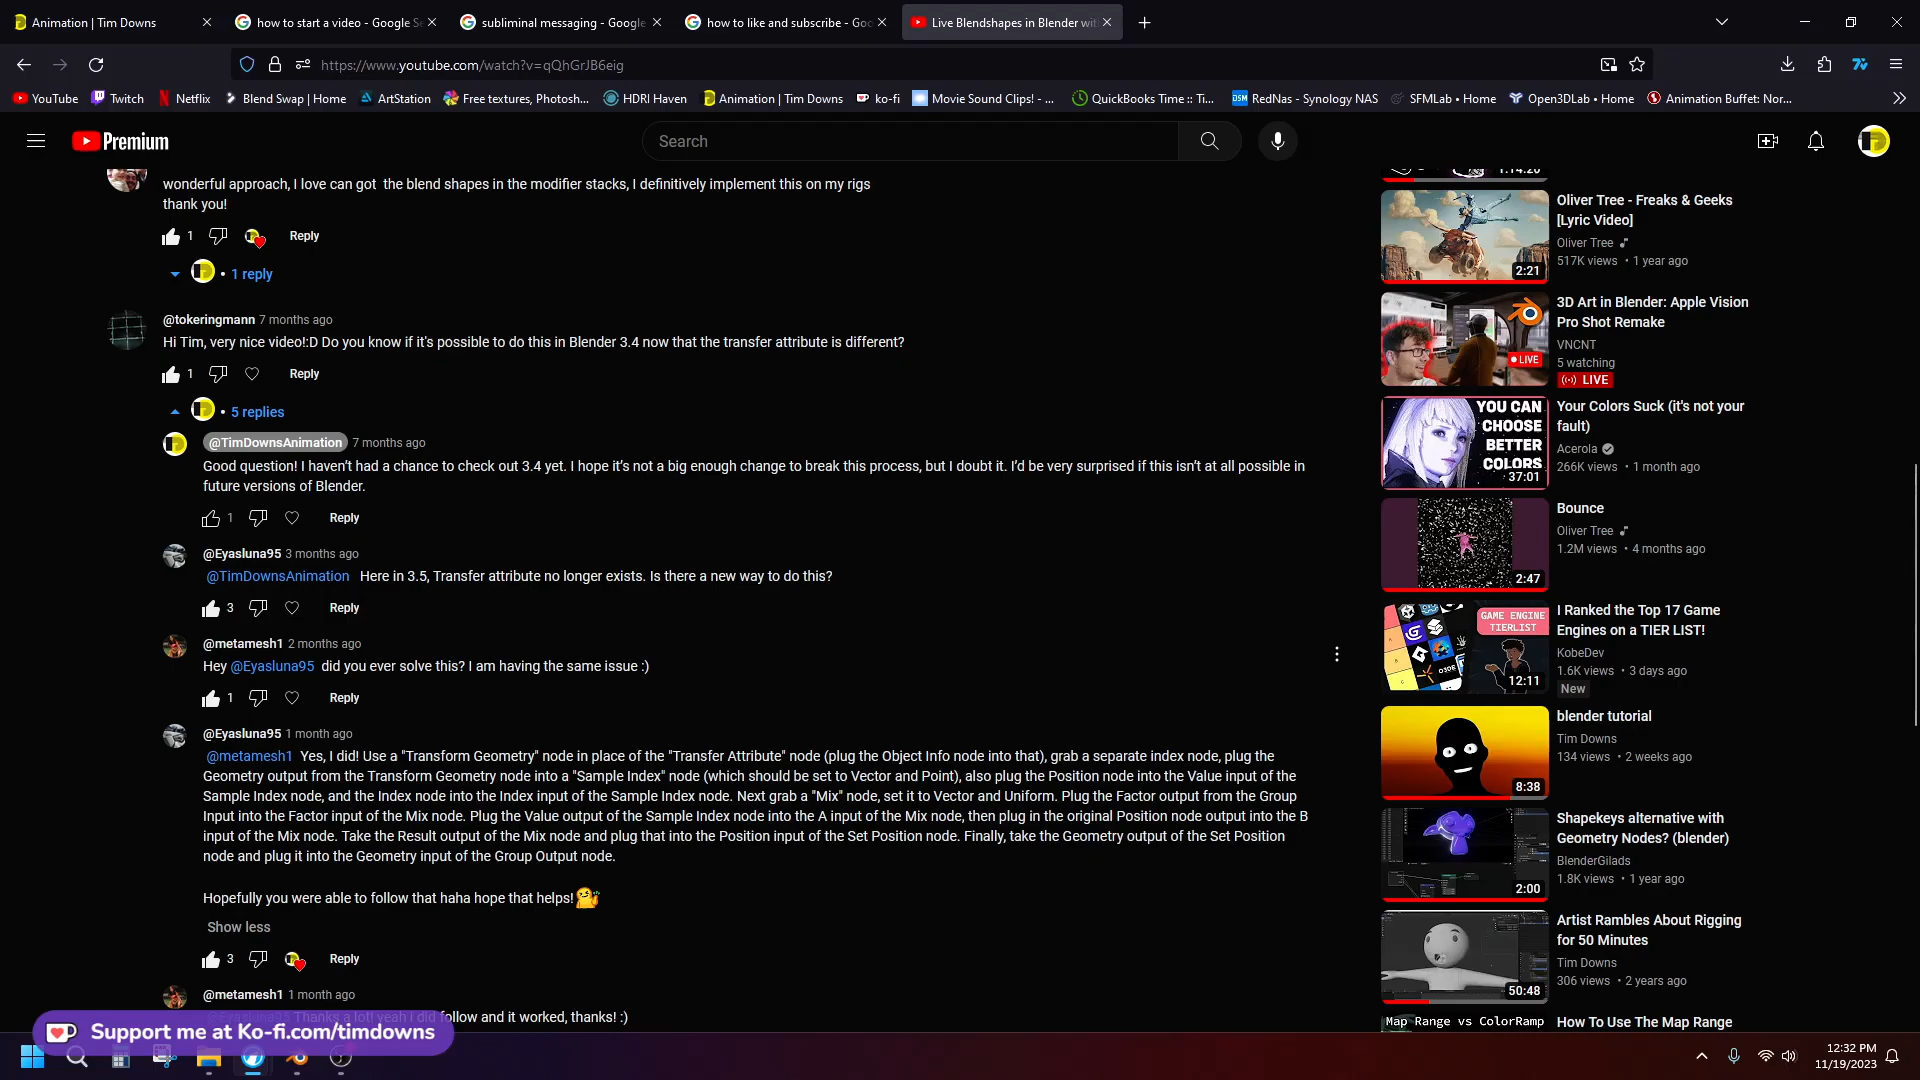 Animation | Tim Downs
how to start a video - Google Se
subliminal messaging - Google
how to like and subscribe - Goo
Live Blendshapes in Blender wit
https://www.youtube.com/watch?v=qQhGrJB6eig
YouTube
Twitch
Netflix
Blend Swap | Home
ArtStation
Free textures, Photosh...
HDRI Haven
Animation | Tim Downs
ko-fi
Movie Sound Clips! - ...
QuickBooks Time :: Ti...
DSM
RedNas - Synology NAS
SFMLab • Home
Open3DLab • Home
Animation Buffet: Nor...
Premium
Search
wonderful approach, I love can got the blend shapes in the modifier stacks, I definitively implement this on my rigs
thank you!
1
Reply
• 1 reply
@tokeringmann 7 months ago
Hi Tim, very nice video!:D Do you know if it's possible to do this in Blender 3.4 now that the transfer attribute is different?
1
Reply
• 5 replies
@TimDownsAnimation 7 months ago
Good question! I haven't had a chance to check out 3.4 yet. I hope it's not a big enough change to break this process, but I doubt it. I'd be very surprised if this isn't at all possible in
future versions of Blender.
1
Reply
@Eyasluna95 3 months ago
@TimDownsAnimation Here in 3.5, Transfer attribute no longer exists. Is there a new way to do this?
3
Reply
@metamesh1 2 months ago
Hey @Eyasluna95 did you ever solve this? I am having the same issue :)
1
Reply
@Eyasluna95 1 month ago
@metamesh1 Yes, I did! Use a "Transform Geometry" node in place of the "Transfer Attribute" node (plug the Object Info node into that), grab a separate index node, plug the
Geometry output from the Transform Geometry node into a "Sample Index" node (which should be set to Vector and Point), also plug the Position node into the Value input of the
Sample Index node, and the Index node into the Index input of the Sample Index node. Next grab a "Mix" node, set it to Vector and Uniform. Plug the Factor output from the Group
Input into the Factor input of the Mix node. Plug the Value output of the Sample Index node into the A input of the Mix node, then plug in the original Position node output into the B
input of the Mix node. Take the Result output of the Mix node and plug that into the Position input of the Set Position node. Finally, take the Geometry output of the Set Position
node and plug it into the Geometry input of the Group Output node.
Hopefully you were able to follow that haha hope that helps!
Show less
3
Reply
@metamesh1 1 month ago
@Eyasluna95 Thanks a lot! yeah I did follow and it worked, thanks! :)
Support me at Ko-fi.com/timdowns
1:14:20
Oliver Tree - Freaks & Geeks
[Lyric Video]
Oliver Tree
517K views • 1 year ago
2:21
3D Art in Blender: Apple Vision
Pro Shot Remake
VNCNT
5 watching
LIVE
LIVE
YOU CAN
CHOOSE
BETTER
COLORS
37:01
Your Colors Suck (it's not your
fault)
Acerola
266K views • 1 month ago
Bounce
Oliver Tree
1.2M views • 4 months ago
2:47
GAME ENGINE
TIERLIST
12:11
I Ranked the Top 17 Game
Engines on a TIER LIST!
KobeDev
1.6K views • 3 days ago
New
blender tutorial
Tim Downs
134 views • 2 weeks ago
8:38
Shapekeys alternative with
Geometry Nodes? (blender)
BlenderGilads
1.8K views • 1 year ago
2:00
Artist Rambles About Rigging
for 50 Minutes
Tim Downs
306 views • 2 years ago
50:48
Map Range vs ColorRamp
How To Use The Map Range
12:32 PM
11/19/2023